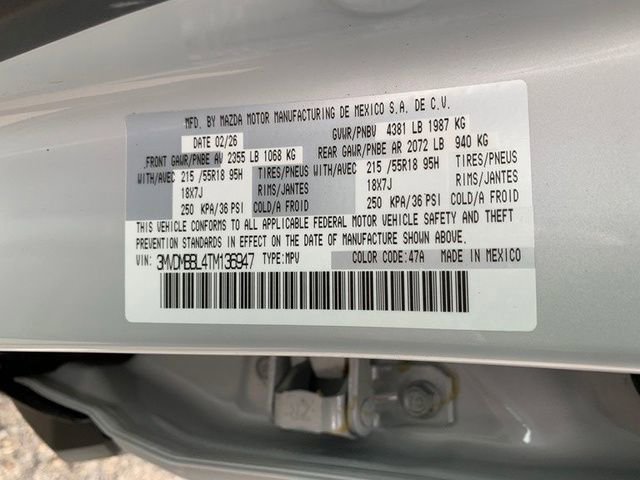 MFD. BY MAZDA MOTOR MANUFACTURING DE MEXICO S.A. DE C.V.
DATE 02/26 GVWR/PNBV 4381 LB 1987 KG
FRONT GAWR/PNBE AV 2355 LB 1068 KG REAR GAWR/PNBE AR 2072 LB 940 KG
WITH/AVEC 215 /55R18 95H TIRES/PNEUS WITH/AVEC 215 /55R18 95H TIRES/PNEUS
18X7J RIMS/JANTES 18X7J RIMS/JANTES
250 KPA/36 PSI COLD/A FROID 250 KPA/36 PSI COLD/A FROID
THIS VEHICLE CONFORMS TO ALL APPLICABLE FEDERAL MOTOR VEHICLE SAFETY AND THEFT
PREVENTION STANDARDS IN EFFECT ON THE DATE OF MANUFACTURE SHOWN ABOVE.
VIN: 3MVDMBBL4TM136947 TYPE:MPV COLOR CODE:47A MADE IN MEXICO